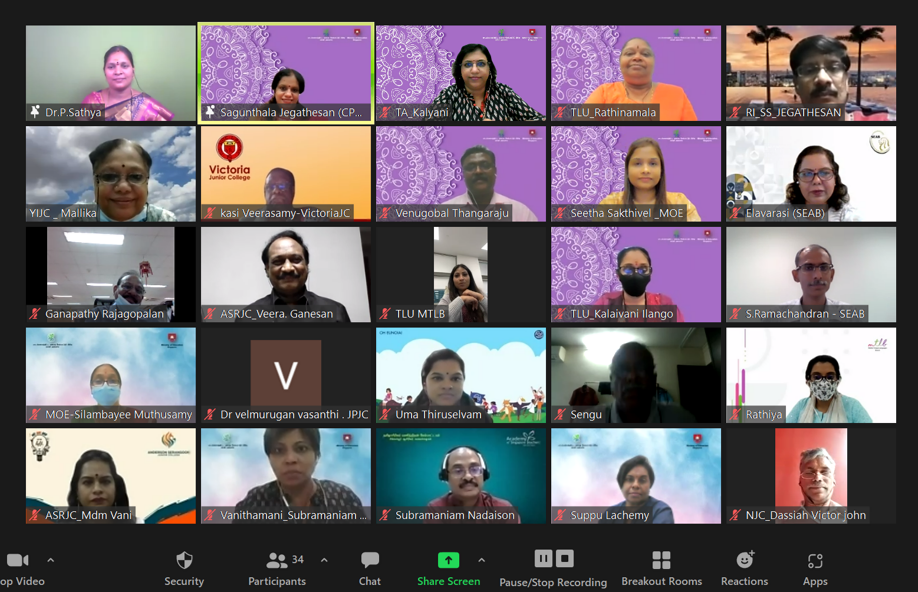 Dr.P.Sathya
Sagunthala Jegathesan (CP...
TA_Kalyani
TLU_Rathinamala
RI_SS_JEGATHESAN
YIJC _ Mallika
Victoria
Junior College
kasi Veerasamy-VictoriaJC
Venugobal Thangaraju
Seetha Sakthivel _MOE
SEAB
Elavarasi (SEAB)
Ganapathy Rajagopalan
ASRJC_Veera. Ganesan
TLU MTLB
TLU_Kalaivani Ilango
S.Ramachandran - SEAB
MOE-Silambayee Muthusamy
V
Dr velmurugan vasanthi . JPJC
Uma Thiruselvam
Sengu
Rathiya
ASRJC_Mdm Vani
Vanithamani_Subramaniam ...
Subramaniam Nadaison
Suppu Lachemy
NJC_Dassiah Victor john
op Video
Security
34
Participants
Chat
Share Screen
Pause/Stop Recording
Breakout Rooms
Reactions
Apps